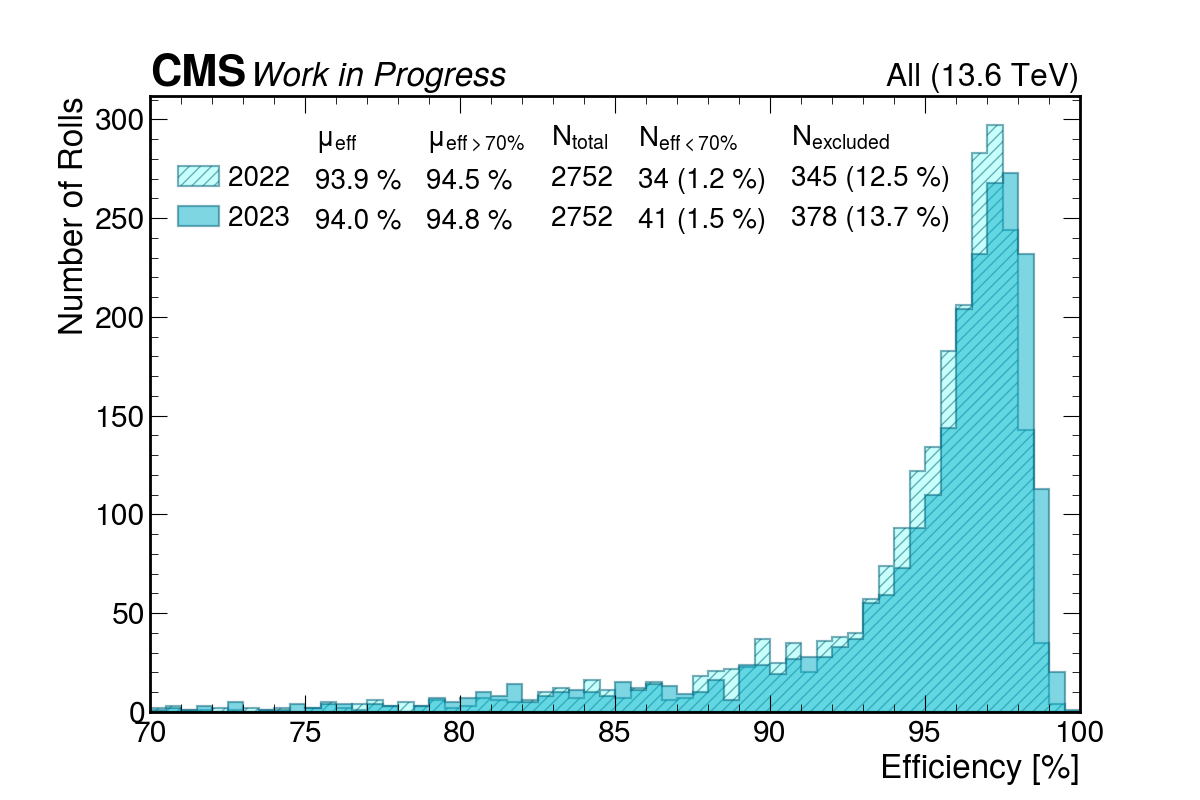 CMS Work in Progress All (13.6 TeV)
Number of Rolls
μeff μeff > 70% Ntotal Neff < 70% Nexcluded
2022 93.9 % 94.5 % 2752 34 (1.2 %) 345 (12.5 %)
2023 94.0 % 94.8 % 2752 41 (1.5 %) 378 (13.7 %)
300
250
200
150
100
50
0
70 75 80 85 90 95 100
Efficiency [%]